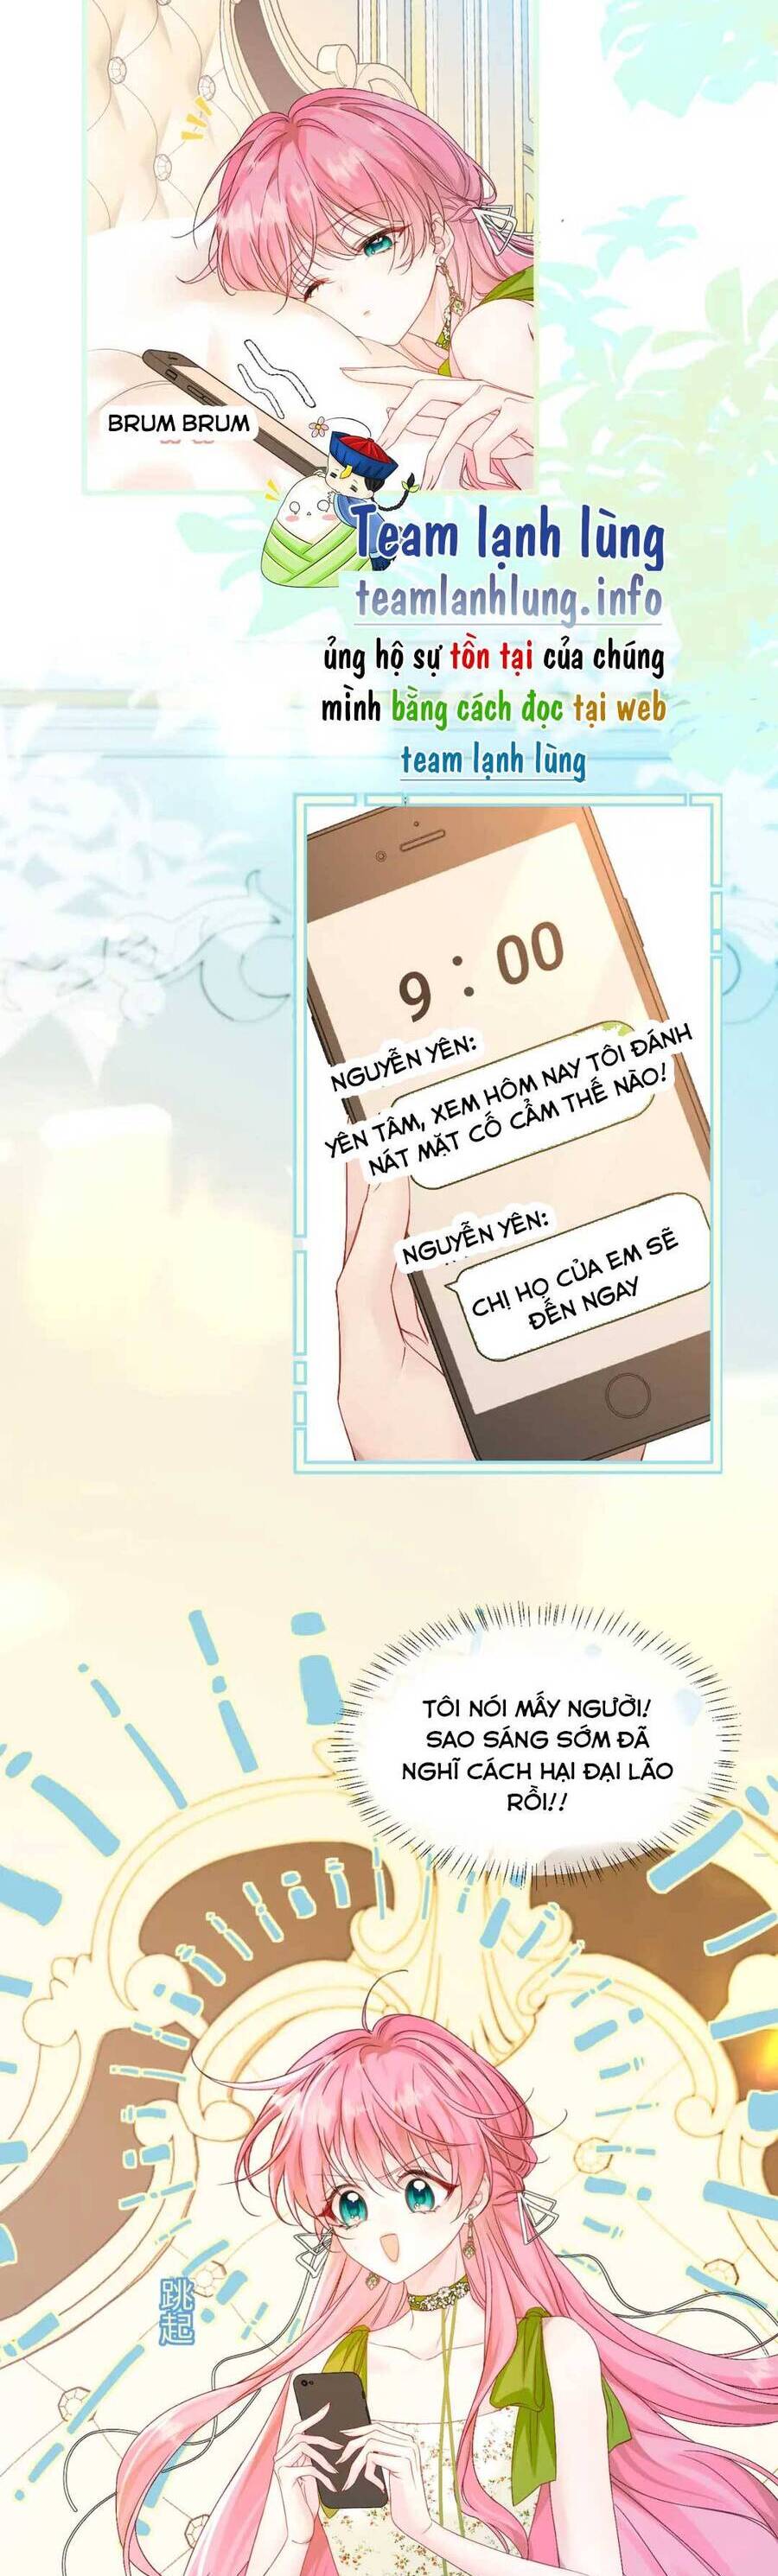 BRUM BRUM
Team lạnh lùng
teamlanhlung.info
ủng hộ sự tồn tại của chúng
mình bằng cách đọc tại web
team lạnh lùng
9:00
NGUYỄN YÊN:
YÊN TÂM, XEM HÔM NAY TÔI ĐÁNH
NÁT MẶT CỐ CẨM THẾ NÀO!
NGUYỄN YÊN:
CHỊ HỌ CỦA EM SẼ
ĐẾN NGAY
TÔI NÓI MẤY NGƯỜI!
SAO SÁNG SỚM ĐÃ
NGHĨ CÁCH HẠI ĐẠI LÃO
RỒI!!
跳
起